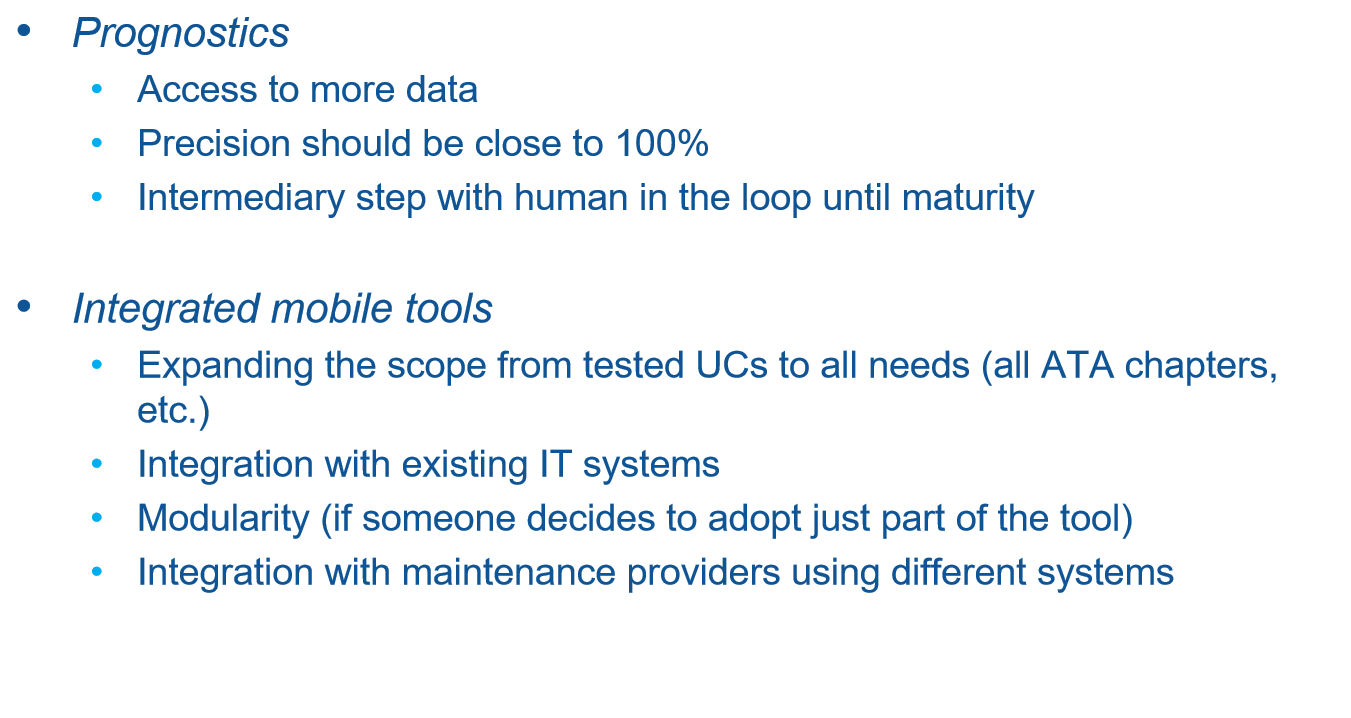 • Prognostics
• Access to more data
• Precision should be close to 100%
• Intermediary step with human in the loop until maturity
• Integrated mobile tools
• Expanding the scope from tested UCs to all needs (all ATA chapters,
etc.)
• Integration with existing IT systems
• Modularity (if someone decides to adopt just part of the tool)
• Integration with maintenance providers using different systems